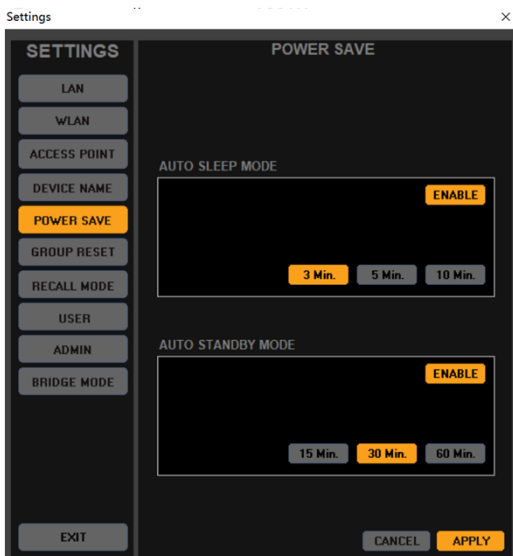 Settings
SETTINGS
LAN
WLAN
ACCESS POINT
DEVICE NAME
POWER SAVE
GROUP RESET
RECALL MODE
USER
ADMIN
BRIDGE MODE
EXIT
POWER SAVE
AUTO SLEEP MODE
ENABLE
3 Min. 5 Min. 10 Min.
AUTO STANDBY MODE
ENABLE
15 Min. 30 Min. 60 Min.
CANCEL APPLY